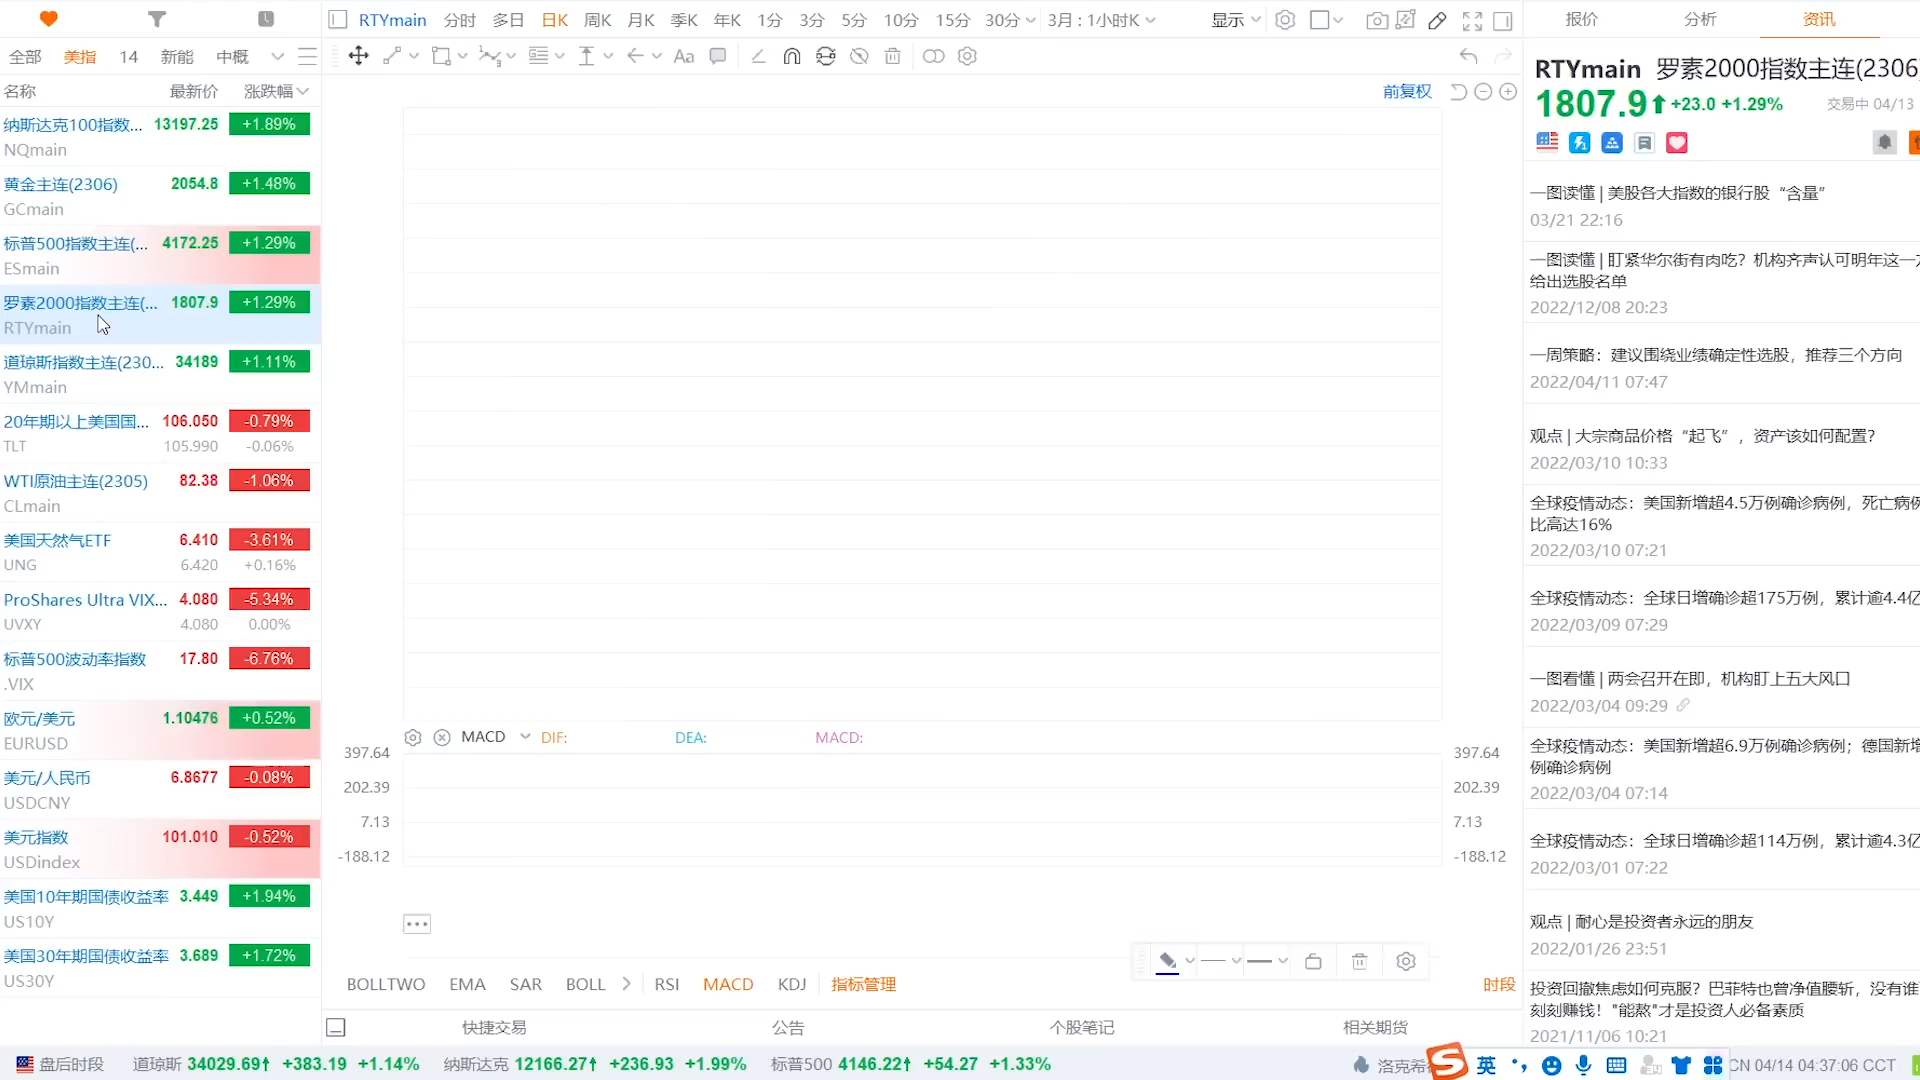 RTYmain 分时 多日 日K 周K 月K 季K 年K 1分 3分 5分 10分 15分 30分 3月 : 1小时K 显示
报价 分析 资讯
全部 美指 14 新能 中概
Aa
名称 最新价 涨跌幅
前复权
RTYmain 罗素2000指数主连(2306
1807.9 +23.0 +1.29% 交易中 04/13
纳斯达克100指数... 13197.25 +1.89%
NQmain
黄金主连(2306) 2054.8 +1.48%
GCmain
标普500指数主连(... 4172.25 +1.29%
ESmain
罗素2000指数主连(... 1807.9 +1.29%
RTYmain
道琼斯指数主连(230... 34189 +1.11%
YMmain
20年期以上美国国... 106.050 -0.79%
TLT 105.990 -0.06%
WTI原油主连(2305) 82.38 -1.06%
CLmain
美国天然气ETF 6.410 -3.61%
UNG 6.420 +0.16%
ProShares Ultra VIX... 4.080 -5.34%
UVXY 4.080 0.00%
标普500波动率指数 17.80 -6.76%
.VIX
欧元/美元 1.10476 +0.52%
EURUSD
美元/人民币 6.8677 -0.08%
USDCNY
美元指数 101.010 -0.52%
USDindex
美国10年期国债收益率 3.449 +1.94%
US10Y
美国30年期国债收益率 3.689 +1.72%
US30Y
MACD DIF: DEA: MACD:
397.64 397.64
202.39 202.39
7.13 7.13
-188.12 -188.12
BOLLTWO EMA SAR BOLL RSI MACD KDJ 指标管理 时段
快捷交易 公告 个股笔记 相关期货
一图读懂 | 美股各大指数的银行股“含量”
03/21 22:16
一图读懂 | 盯紧华尔街有肉吃？机构齐声认可明年这一
给出选股名单
2022/12/08 20:23
一周策略：建议围绕业绩确定性选股，推荐三个方向
2022/04/11 07:47
观点 | 大宗商品价格“起飞”，资产该如何配置?
2022/03/10 10:33
全球疫情动态：美国新增超4.5万例确诊病例，死亡病例
比高达16%
2022/03/10 07:21
全球疫情动态：全球日增确诊超175万例，累计逾4.4亿
2022/03/09 07:29
一图看懂 | 两会召开在即，机构盯上五大风口
2022/03/04 09:29
全球疫情动态：美国新增超6.9万例确诊病例；德国新增
例确诊病例
2022/03/04 07:14
全球疫情动态：全球日增确诊超114万例，累计逾4.3亿
2022/03/01 07:22
观点 | 耐心是投资者永远的朋友
2022/01/26 23:51
投资回撤焦虑如何克服？巴菲特也曾净值腰斩，没有谁
刻刻赚钱！"能熬"才是投资人必备素质
2021/11/06 10:21
盘后时段 道琼斯 34029.69 +383.19 +1.14% 纳斯达克 12166.27 +236.93 +1.99% 标普500 4146.22 +54.27 +1.33% 洛克希 英 CN 04/14 04:37:06 CCT